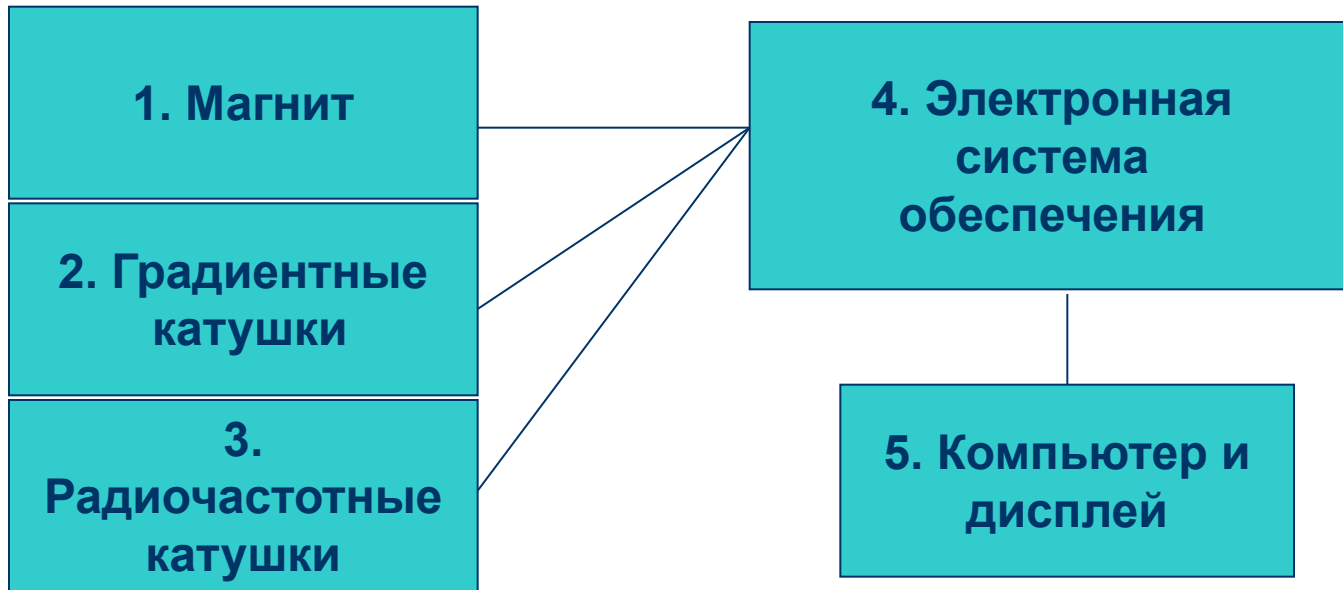 1. Магнит
2. Градиентные
катушки
3.
Радиочастотные
катушки
4. Электронная
система
обеспечения
5. Компьютер и
дисплей